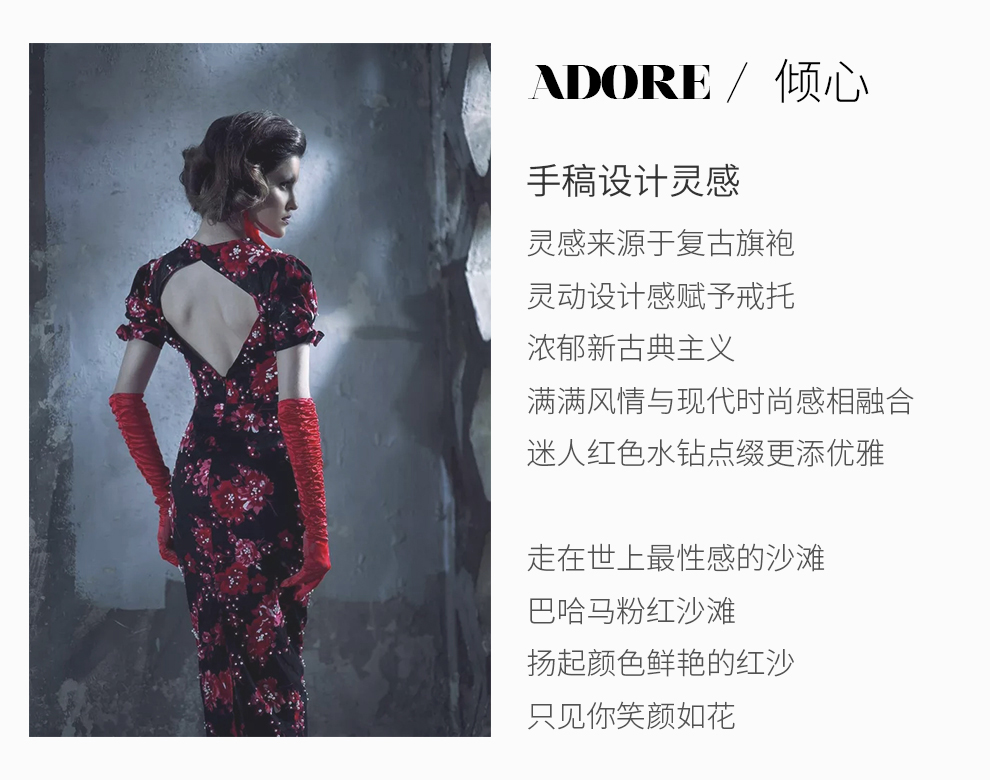 ADORE / 倾心
手稿设计灵感
灵感来源于复古旗袍
灵动设计感赋予戒托
浓郁新古典主义
满满风情与现代时尚感相融合
迷人红色水钻点缀更添优雅
走在世上最性感的沙滩
巴哈马粉红沙滩
扬起颜色鲜艳的红沙
只见你笑颜如花